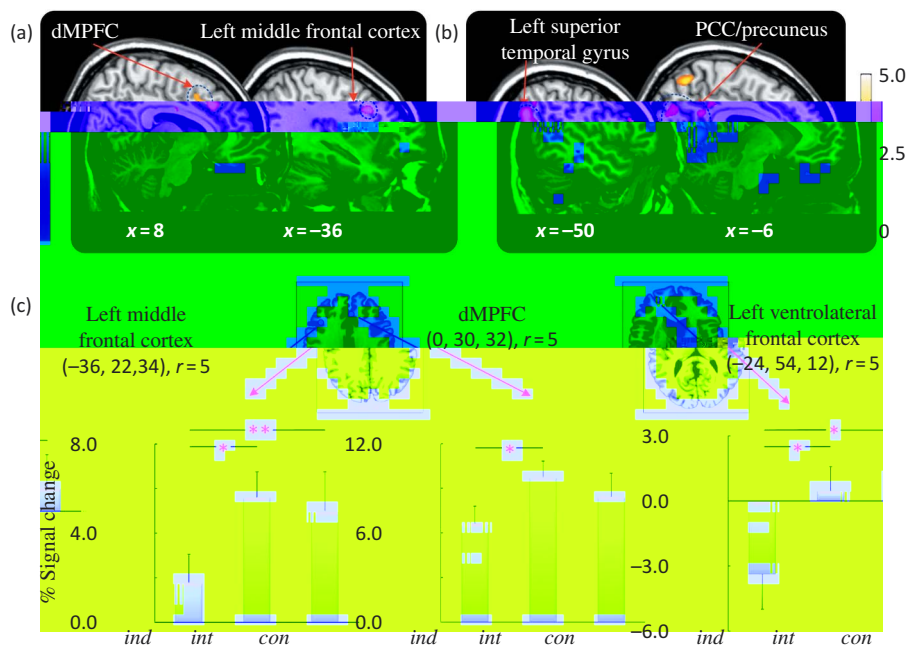 (a)
dMPFC
Left middle frontal cortex
(b)
Left superior
temporal gyrus
PCC/precuneus
5.0
2.5
0
x = 8
x = −36
x = −50
x = −6
(c)
Left middle
frontal cortex
(−36, 22,34), r = 5
dMPFC
(0, 30, 32), r = 5
Left ventrolateral
frontal cortex
(−24, 54, 12), r = 5
% Signal change
8.0
4.0
0.0
**
*
12.0
6.0
0.0
*
3.0
0.0
−3.0
−6.0
*
*
ind int con
ind int con
ind int con